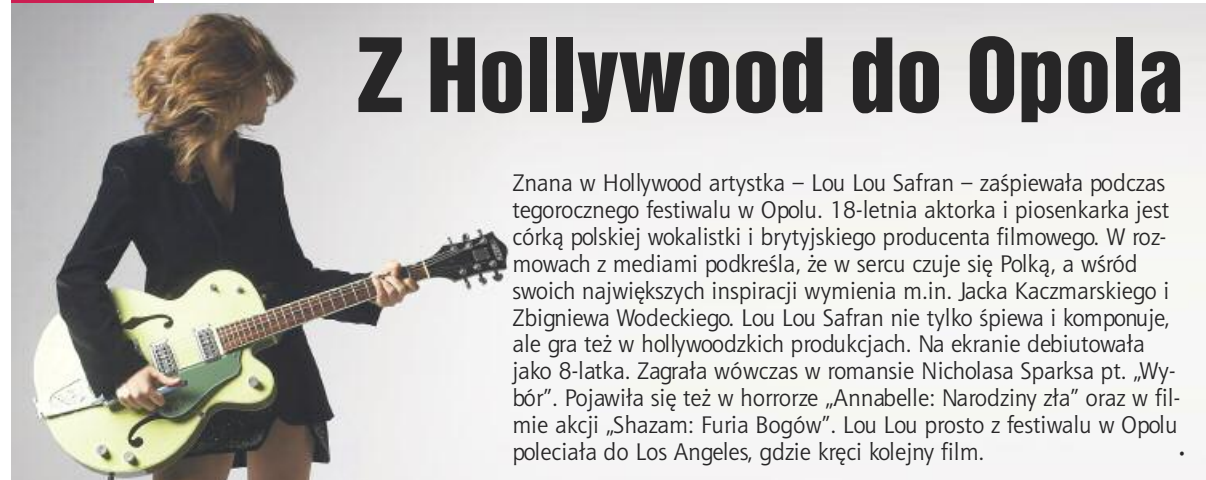 Z Hollywood do Opola
Znana w Hollywood artystka – Lou Lou Safran – zaśpiewała podczas
tegorocznego festiwalu w Opolu. 18-letnia aktorka i piosenkarka jest
córką polskiej wokalistki i brytyjskiego producenta filmowego. W roz-
mowach z mediami podkreśla, że w sercu czuje się Polką, a wśród
swoich największych inspiracji wymienia m.in. Jacka Kaczmarskiego i
Zbigniewa Wodeckiego. Lou Lou Safran nie tylko śpiewa i komponuje,
ale gra też w hollywoodzkich produkcjach. Na ekranie debiutowała
jako 8-latka. Zagrała wówczas w romansie Nicholasa Sparksa pt. „Wy-
bór”. Pojawiła się też w horrorze „Annabelle: Narodziny zła” oraz w fil-
mie akcji „Shazam: Furia Bogów”. Lou Lou prosto z festiwalu w Opolu
poleciała do Los Angeles, gdzie kręci kolejny film.